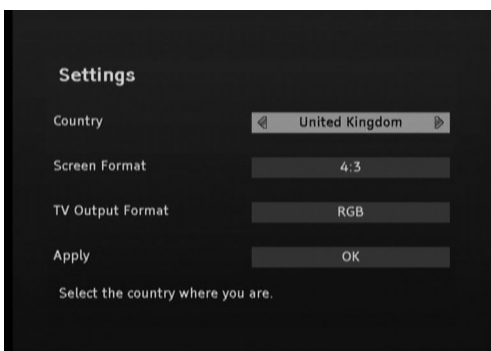 Settings
Country United Kingdom
Screen Format 4:3
TV Output Format RGB
Apply OK
Select the country where you are.